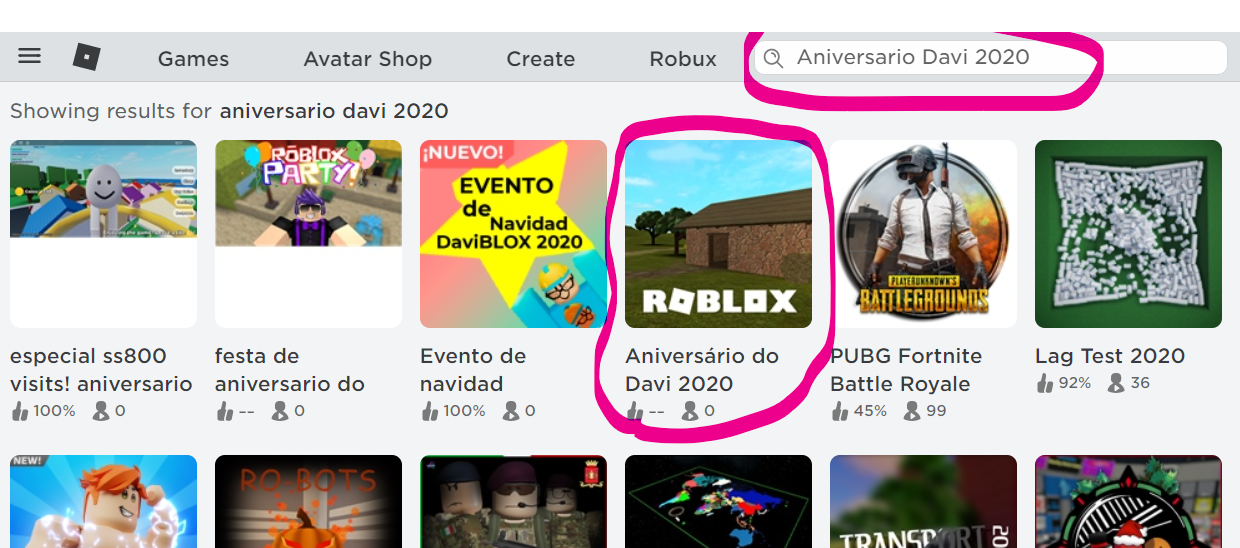 Games Avatar Shop Create Robux Aniversario Davi 2020
Showing results for aniversario davi 2020
ROBLOX
PARTY!
¡NUEVO!
EVENTO
de
Navidad
DaviBLOX 2020
ROBLOX
PLAYERUNKNOWN'S
BATTLEGROUNDS
especial ss800
visits! aniversario
100% 0
festa de
aniversario do
-- 0
Evento de
navidad
100% 0
Aniversário do
Davi 2020
-- 0
PUBG Fortnite
Battle Royale
45% 99
Lag Test 2020
92% 36
NEW!
RO-BOTS
TRANSPORT
20